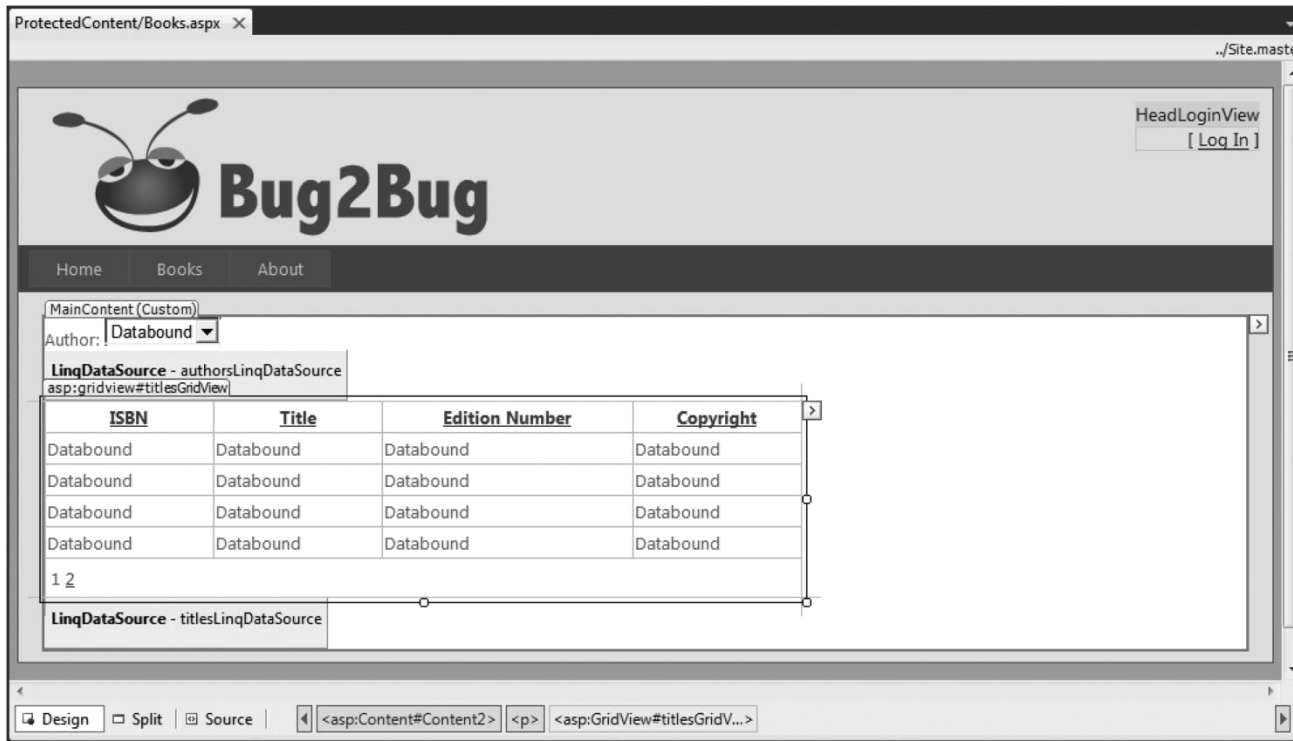 ProtectedContent/Books.aspx X
../Site.maste
HeadLoginView
[ Log In ]
Bug2Bug
Home Books About
MainContent (Custom)
Author: Databound
LinqDataSource - authorsLinqDataSource
asp:gridview#titlesGridView
ISBN Title Edition Number Copyright
Databound Databound Databound Databound
Databound Databound Databound Databound
Databound Databound Databound Databound
Databound Databound Databound Databound
1 2
LinqDataSource - titlesLinqDataSource
Design Split Source <asp:Content#Content2> <p> <asp:GridView#titlesGridV...>